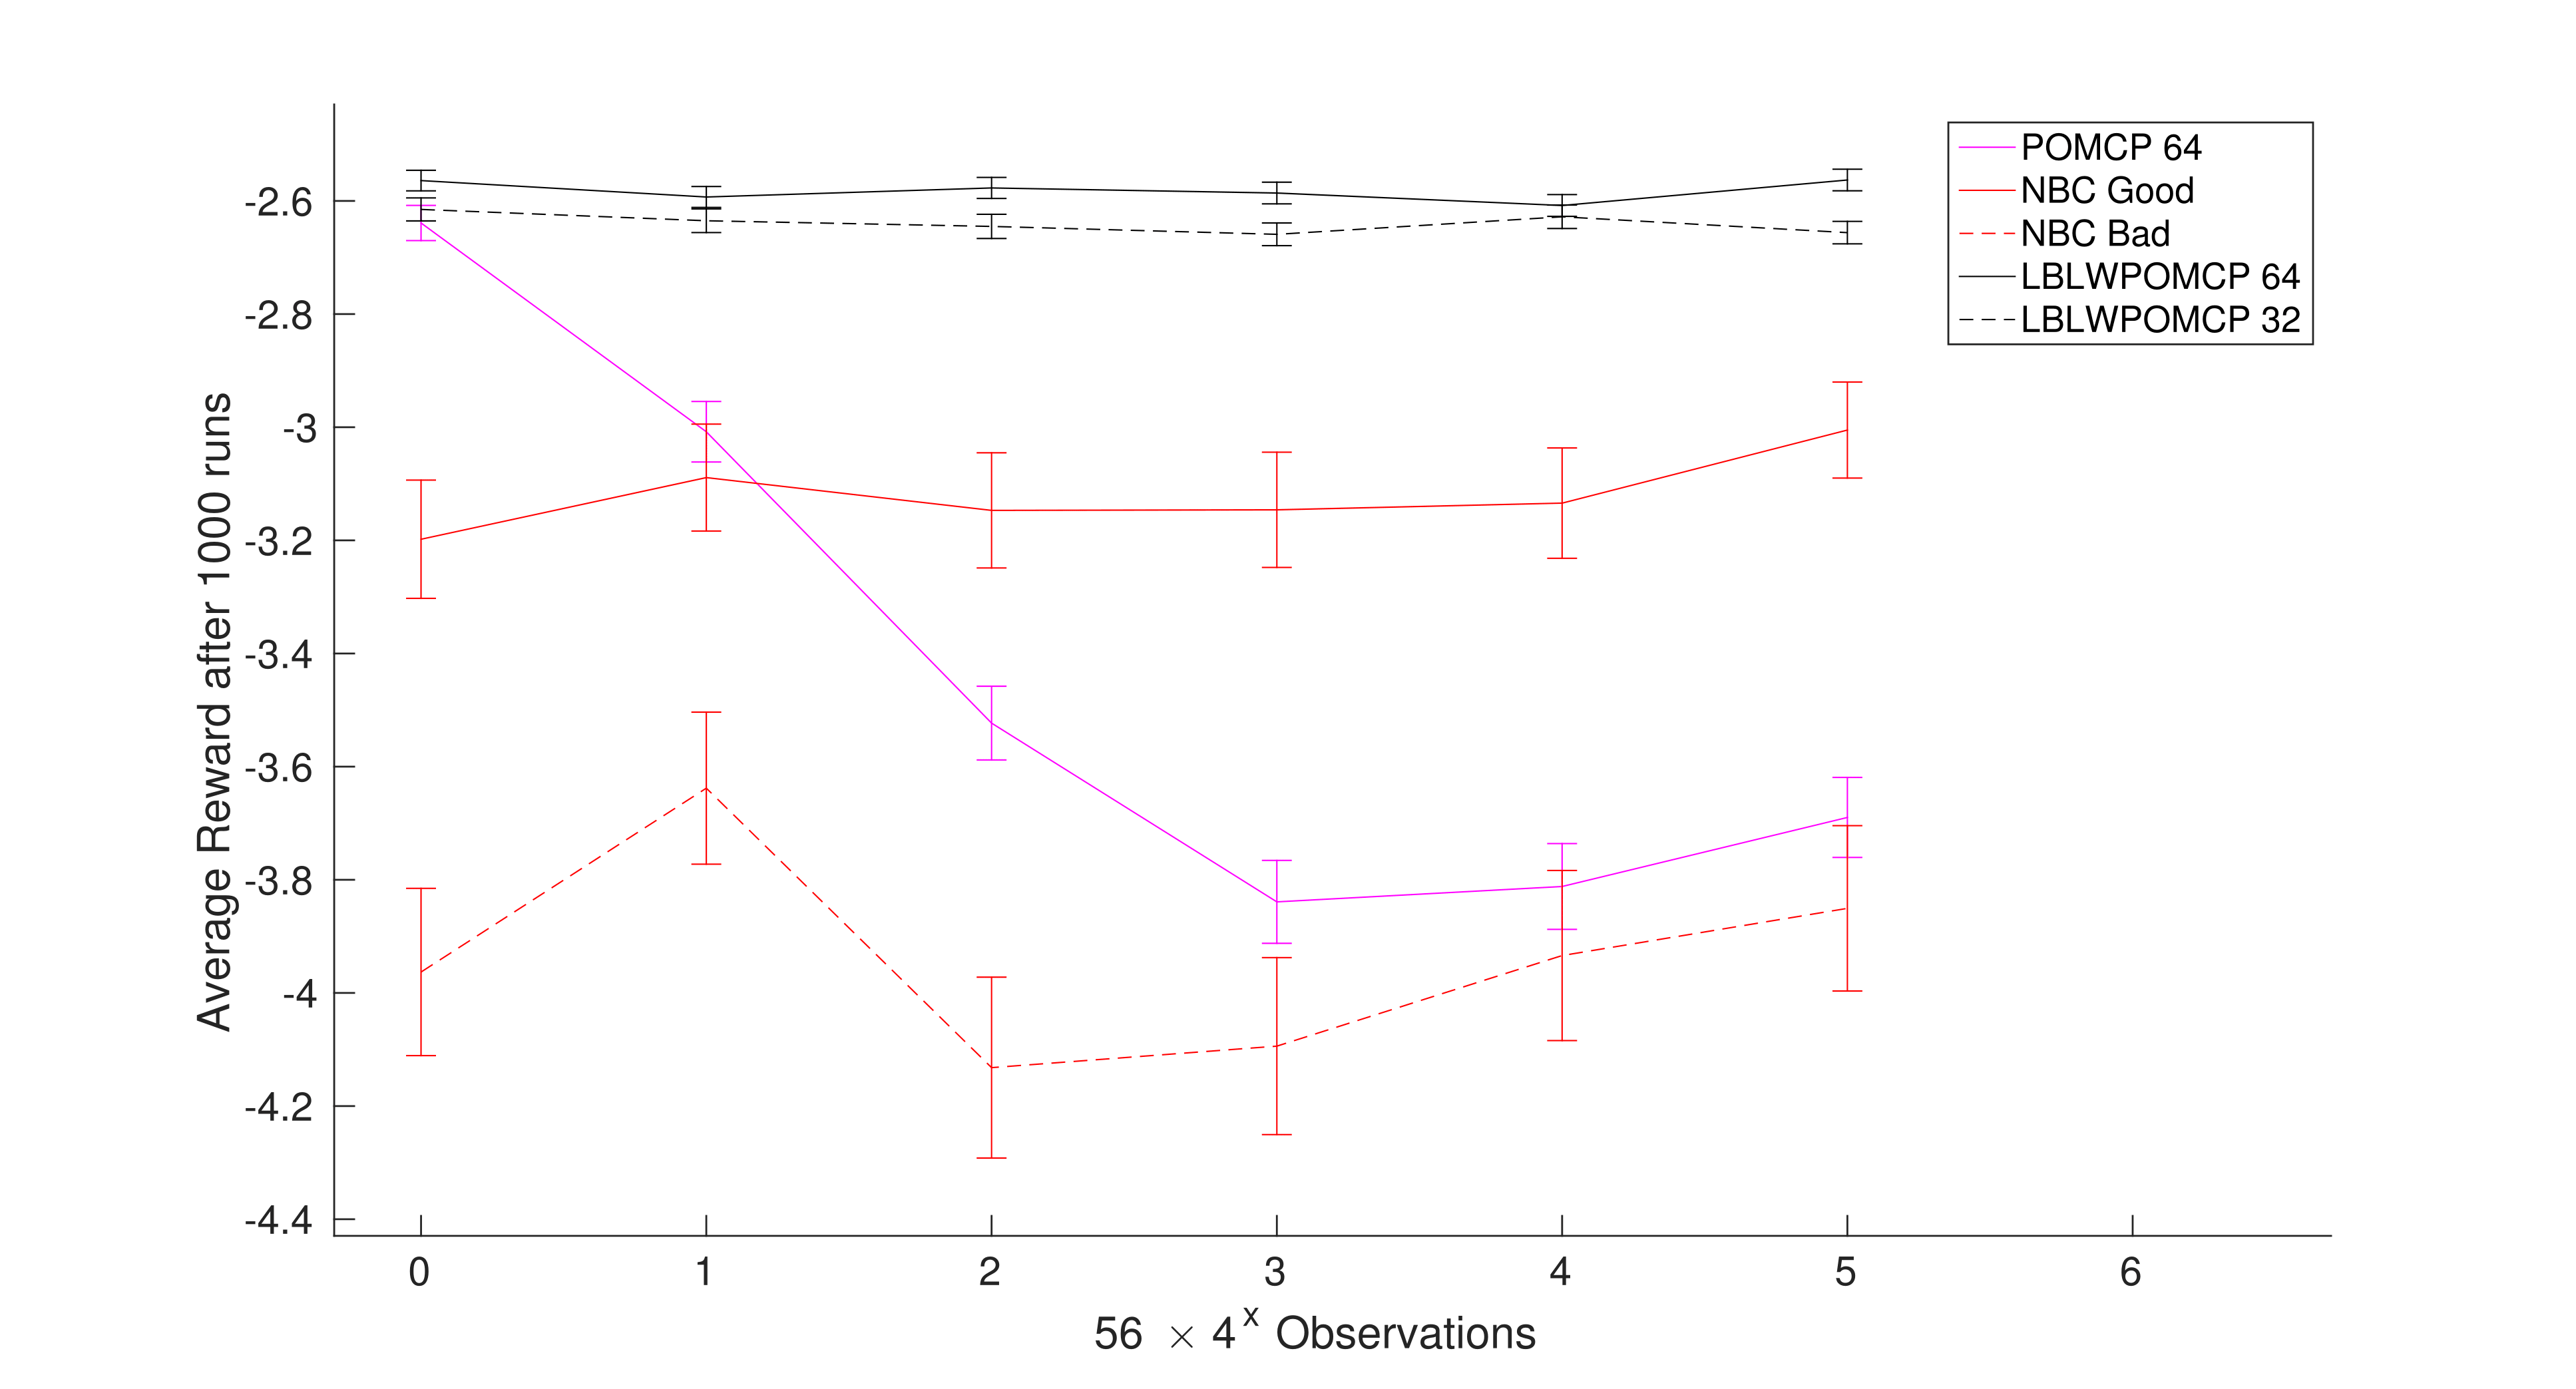 POMCP 64
NBC Good
NBC Bad
LBLWPOMCP 64
LBLWPOMCP 32
Average Reward after 1000 runs
-2.6
-2.8
-3
-3.2
-3.4
-3.6
-3.8
-4
-4.2
-4.4
0 1 2 3 4 5 6
56 × 4^x Observations